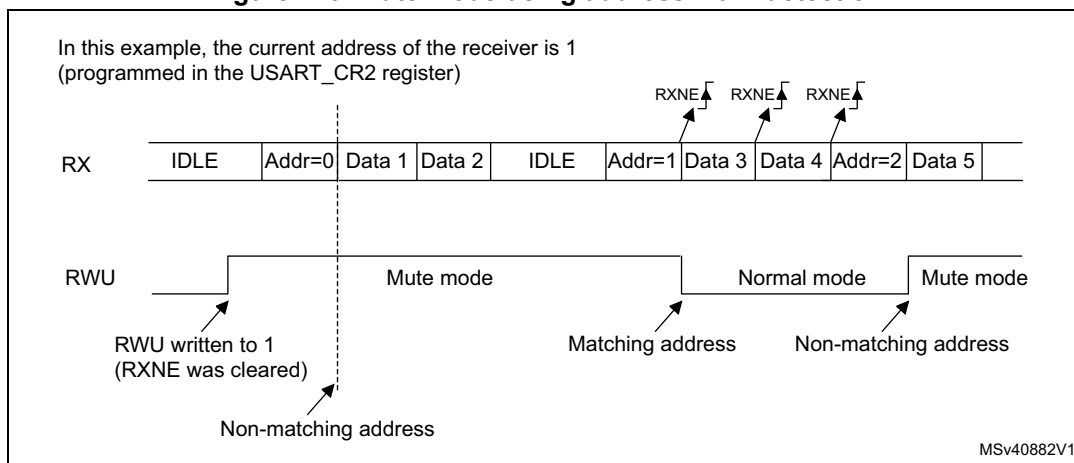 In this example, the current address of the receiver is 1
(programmed in the USART_CR2 register)
RXNE RXNE RXNE
RX IDLE Addr=0 Data 1 Data 2 IDLE Addr=1 Data 3 Data 4 Addr=2 Data 5
RWU Mute mode Normal mode Mute mode
RWU written to 1 Matching address Non-matching address
(RXNE was cleared)
Non-matching address
MSv40882V1